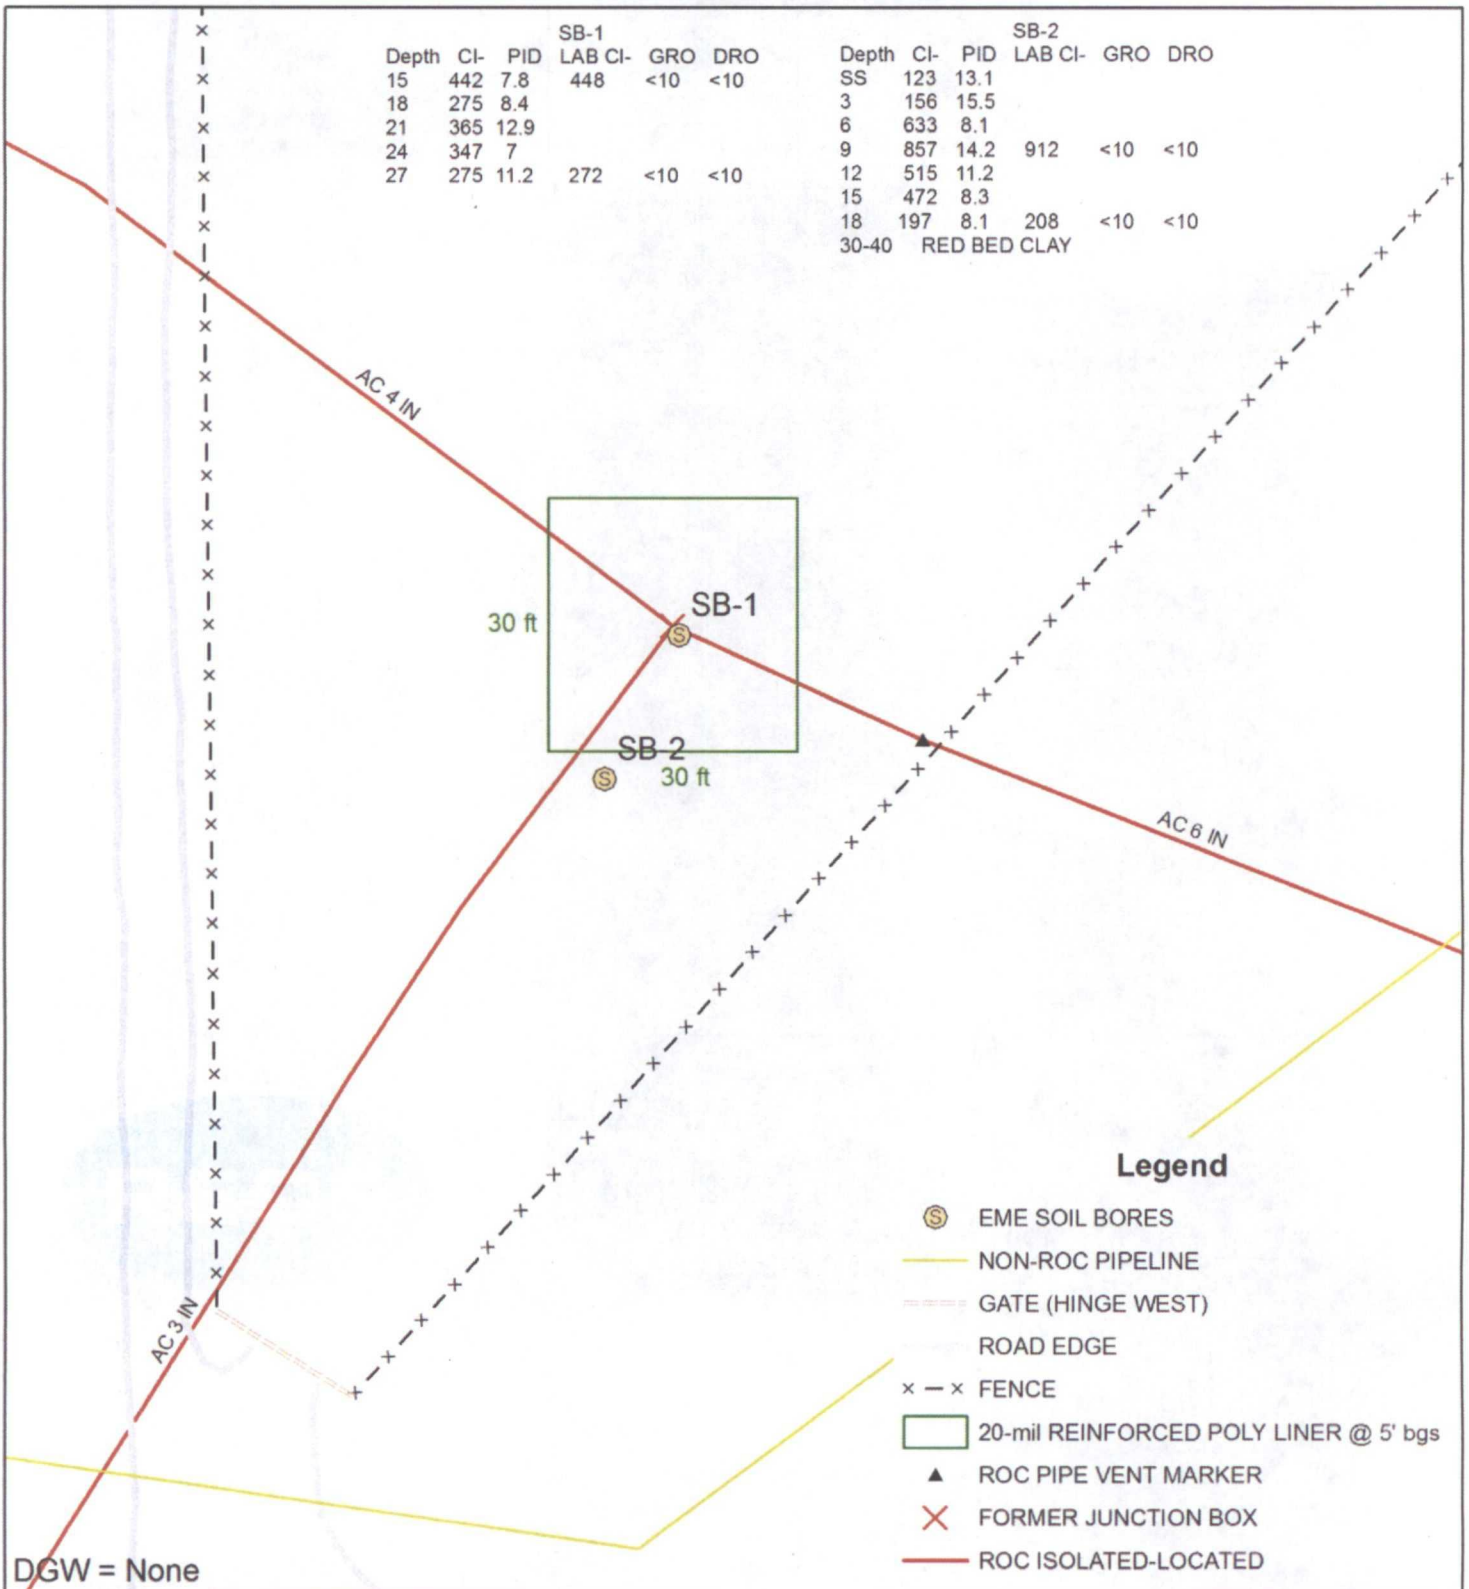 SB-1
Depth Cl- PID LAB Cl- GRO DRO
15 442 7.8 448 <10 <10
18 275 8.4
21 365 12.9
24 347 7
27 275 11.2 272 <10 <10
SB-2
Depth Cl- PID LAB Cl- GRO DRO
SS 123 13.1
3 156 15.5
6 633 8.1
9 857 14.2 912 <10 <10
12 515 11.2
15 472 8.3
18 197 8.1 208 <10 <10
30-40 RED BED CLAY
AC 4 IN
SB-1
30 ft
SB-2
30 ft
AC 6 IN
AC 3 IN
Legend
S EME SOIL BORES
NON-ROC PIPELINE
GATE (HINGE WEST)
ROAD EDGE
FENCE
20-mil REINFORCED POLY LINER @ 5' bgs
ROC PIPE VENT MARKER
FORMER JUNCTION BOX
ROC ISOLATED-LOCATED
DGW = None